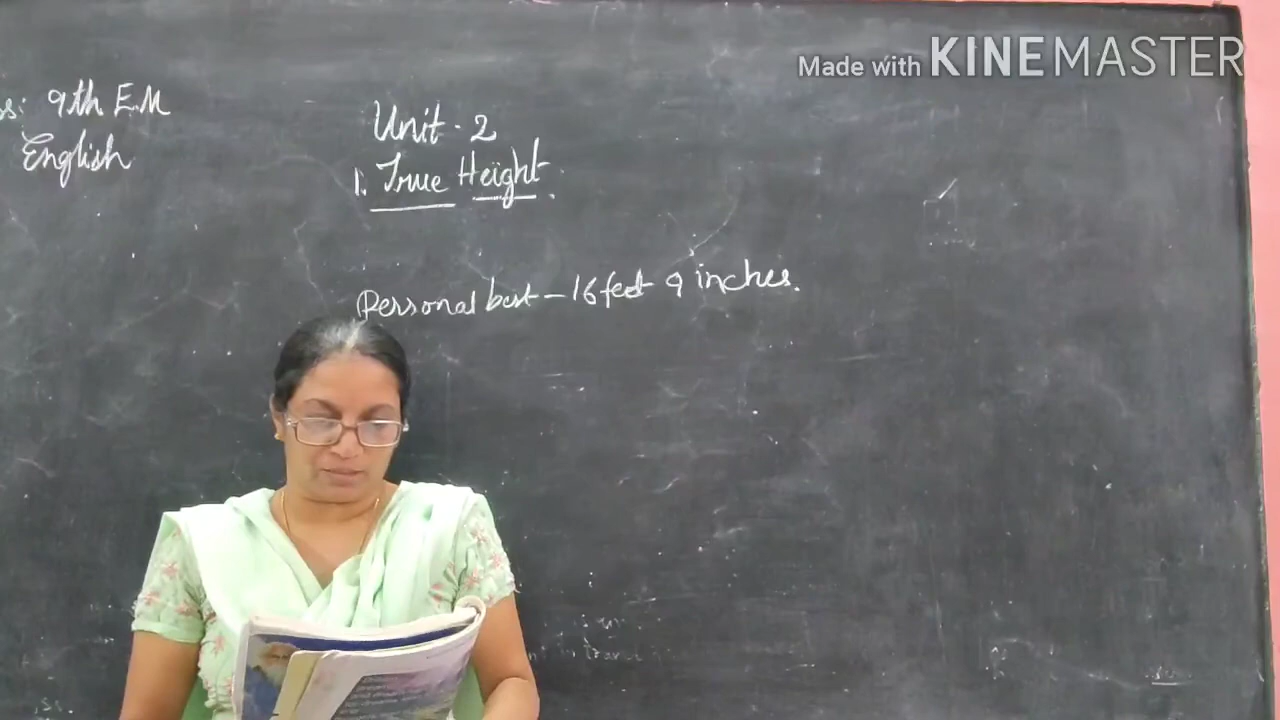 Made with KINEMASTER
9th E.M
English
Unit - 2
1. True Height.
Personal best - 16 feet 9 inches.